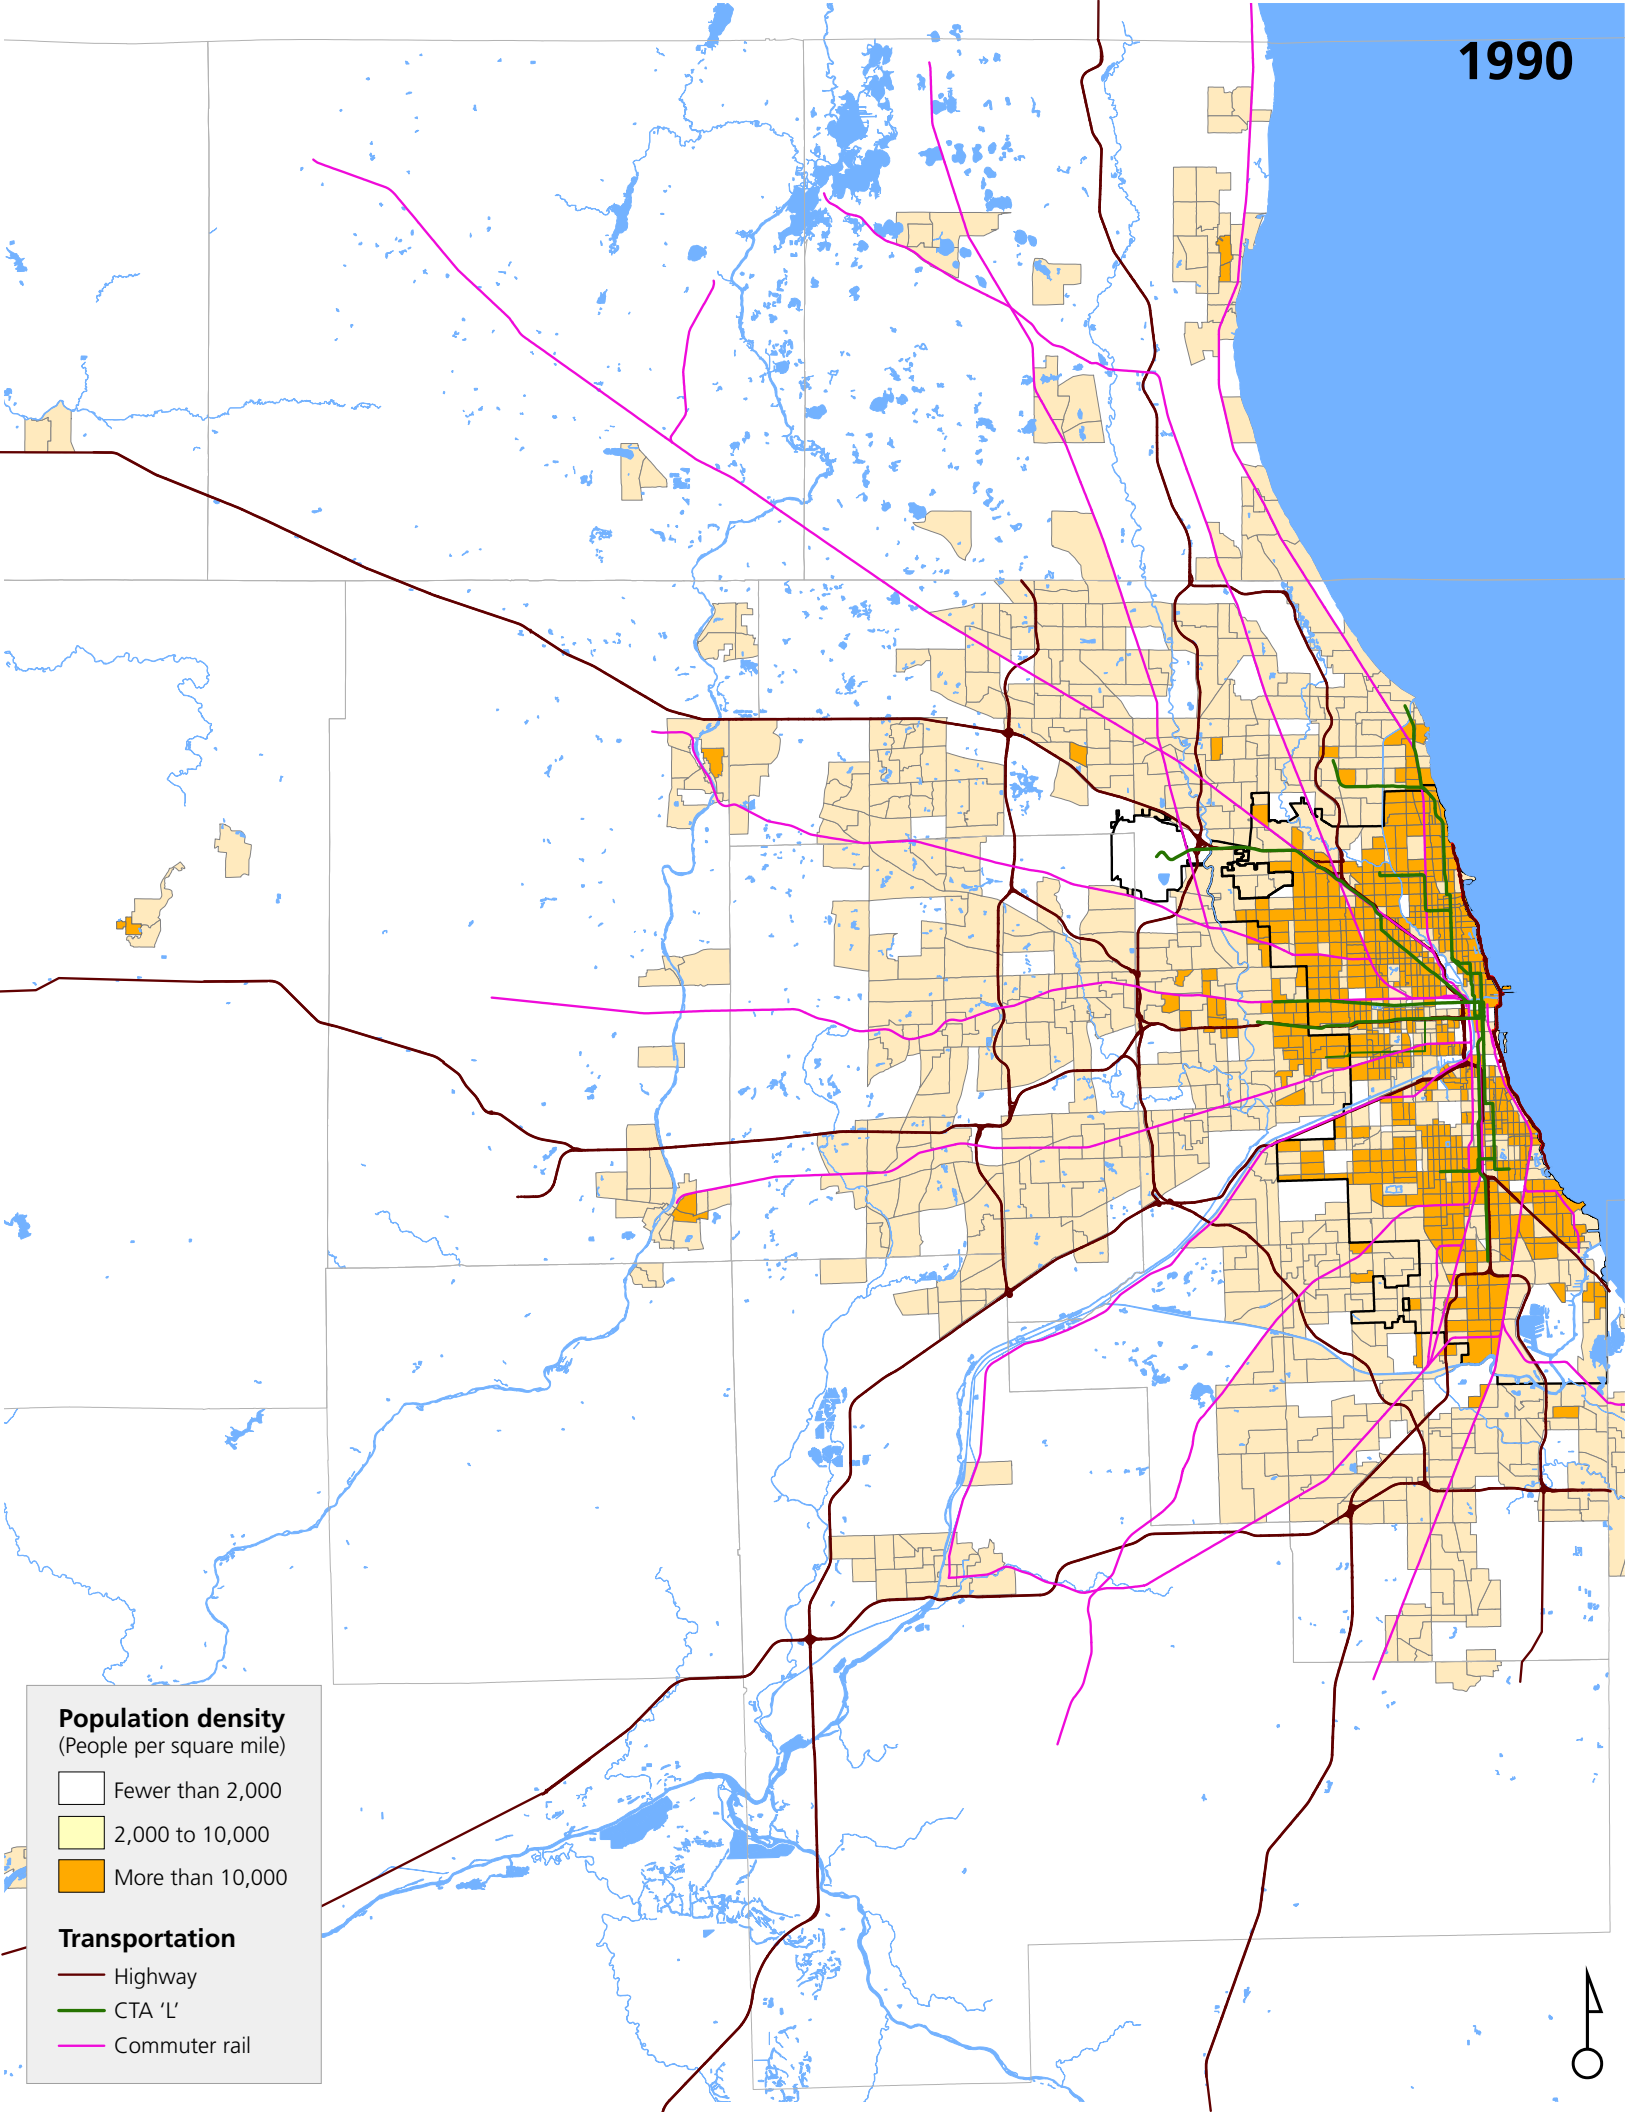 1990
Population density
(People per square mile)
Fewer than 2,000
2,000 to 10,000
More than 10,000
Transportation
Highway
CTA ‘L’
Commuter rail